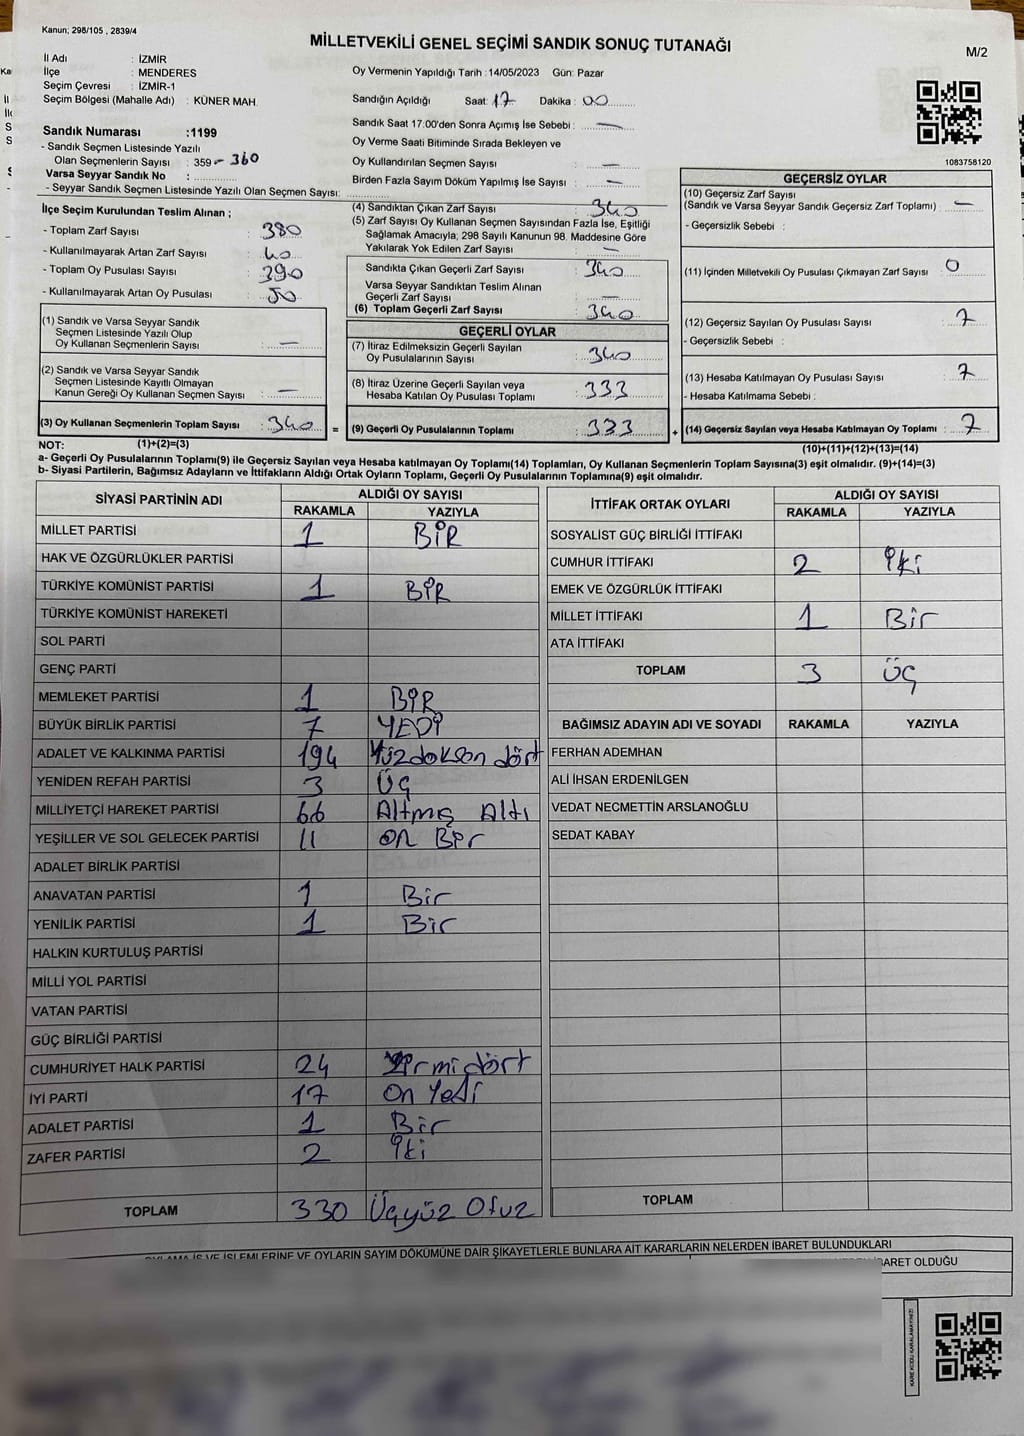 Kanun; 298/105 , 2839/4
MİLLETVEKİLİ GENEL SEÇİMİ SANDIK SONUÇ TUTANAĞI
M/2
İl Adı : İZMİR
İlçe : MENDERES
Seçim Çevresi : İZMİR-1
Seçim Bölgesi (Mahalle Adı) : KÜNER MAH.
Oy Vermenin Yapıldığı Tarih :14/05/2023 Gün: Pazar
Sandığın Açıldığı Saat: 17 Dakika : 00
Sandık Saat 17:00'den Sonra Açımış İse Sebebi : —
Oy Verme Saati Bitiminde Sırada Bekleyen ve
Oy Kullandırılan Seçmen Sayısı : —
Birden Fazla Sayım Döküm Yapılmış İse Sayısı : —
1083758120
Sandık Numarası :1199
- Sandık Seçmen Listesinde Yazılı
Olan Seçmenlerin Sayısı : 359 - 360
Varsa Seyyar Sandık No :
- Seyyar Sandık Seçmen Listesinde Yazılı Olan Seçmen Sayısı:
İlçe Seçim Kurulundan Teslim Alınan ;
- Toplam Zarf Sayısı : 380
- Kullanılmayarak Artan Zarf Sayısı : 40
- Toplam Oy Pusulası Sayısı : 390
- Kullanılmayarak Artan Oy Pusulası : 50
(1) Sandık ve Varsa Seyyar Sandık
Seçmen Listesinde Yazılı Olup
Oy Kullanan Seçmenlerin Sayısı : —
(2) Sandık ve Varsa Seyyar Sandık
Seçmen Listesinde Kayıtlı Olmayan
Kanun Gereği Oy Kullanan Seçmen Sayısı : —
(3) Oy Kullanan Seçmenlerin Toplam Sayısı : 340 =
(4) Sandıktan Çıkan Zarf Sayısı : 340
(5) Zarf Sayısı Oy Kullanan Seçmen Sayısından Fazla İse, Eşitliği
Sağlamak Amacıyla; 298 Sayılı Kanunun 98. Maddesine Göre
Yakılarak Yok Edilen Zarf Sayısı : —
Sandıkta Çıkan Geçerli Zarf Sayısı : 340
Varsa Seyyar Sandıktan Teslim Alınan
Geçerli Zarf Sayısı : —
(6) Toplam Geçerli Zarf Sayısı : 340
GEÇERLİ OYLAR
(7) İtiraz Edilmeksizin Geçerli Sayılan
Oy Pusulalarının Sayısı : 340
(8) İtiraz Üzerine Geçerli Sayılan veya
Hesaba Katılan Oy Pusulası Toplamı : 333
(9) Geçerli Oy Pusulalarının Toplamı : 333 +
GEÇERSİZ OYLAR
(10) Geçersiz Zarf Sayısı
(Sandık ve Varsa Seyyar Sandık Geçersiz Zarf Toplamı) : —
- Geçersizlik Sebebi :
(11) İçinden Milletvekili Oy Pusulası Çıkmayan Zarf Sayısı : 0
(12) Geçersiz Sayılan Oy Pusulası Sayısı : 7
- Geçersizlik Sebebi :
(13) Hesaba Katılmayan Oy Pusulası Sayısı : 7
- Hesaba Katılmama Sebebi :
(14) Geçersiz Sayılan veya Hesaba Katılmayan Oy Toplamı : 7
NOT: (1)+(2)=(3)
(10)+(11)+(12)+(13)=(14)
a- Geçerli Oy Pusulasının Toplamı(9) ile Geçersiz Sayılan veya Hesaba katılmayan Oy Toplamı(14) Toplamları, Oy Kullanan Seçmenlerin Toplam Sayısına(3) eşit olmalıdır. (9)+(14)=(3)
b- Siyasi Partilerin, Bağımsız Adayların ve İttifakların Aldığı Ortak Oyların Toplamı, Geçerli Oy Pusulalarının Toplamına(9) eşit olmalıdır.
SİYASİ PARTİNİN ADI ALDIĞI OY SAYISI
RAKAMLA YAZIYLA
MİLLET PARTİSİ 1 BİR
HAK VE ÖZGÜRLÜKLER PARTİSİ
TÜRKİYE KOMÜNİST PARTİSİ 1 BİR
TÜRKİYE KOMÜNİST HAREKETİ
SOL PARTİ
GENÇ PARTİ
MEMLEKET PARTİSİ 1 BİR
BÜYÜK BİRLİK PARTİSİ 7 YEDİ
ADALET VE KALKINMA PARTİSİ 194 Yüzdokson dört
YENİDEN REFAH PARTİSİ 3 ÜÇ
MİLLİYETÇİ HAREKET PARTİSİ 66 Altmış Altı
YEŞİLLER VE SOL GELECEK PARTİSİ 11 on Bir
ADALET BİRLİK PARTİSİ
ANAVATAN PARTİSİ 1 Bir
YENİLİK PARTİSİ 1 Bir
HALKIN KURTULUŞ PARTİSİ
MİLLİ YOL PARTİSİ
VATAN PARTİSİ
GÜÇ BİRLİĞİ PARTİSİ
CUMHURİYET HALK PARTİSİ 24 Yirmi dört
İYİ PARTİ 17 On Yedi
ADALET PARTİSİ 1 Bir
ZAFER PARTİSİ 2 İki
TOPLAM 330 Üçyüz Otuz
İTTİFAK ORTAK OYLARI ALDIĞI OY SAYISI
RAKAMLA YAZIYLA
SOSYALİST GÜÇ BİRLİĞİ İTTİFAKI
CUMHUR İTTİFAKI 2 İki
EMEK VE ÖZGÜRLÜK İTTİFAKI
MİLLET İTTİFAKI 1 Bir
ATA İTTİFAKI
TOPLAM 3 ÜÇ
BAĞIMSIZ ADAYIN ADI VE SOYADI RAKAMLA YAZIYLA
FERHAN ADEMHAN
ALİ İHSAN ERDENİLGEN
VEDAT NECMETTİN ARSLANOĞLU
SEDAT KABAY
TOPLAM
OYLAMA İŞ VE İŞLEMLERİNE VE OYLARIN SAYIM DÖKÜMÜNE DAİR ŞİKAYETLERLE BUNLARA AİT KARARLARIN NELERDEN İBARET BULUNDUKLARI
İBARET OLDUĞU
KARE KODU KARALAMAYINIZ!